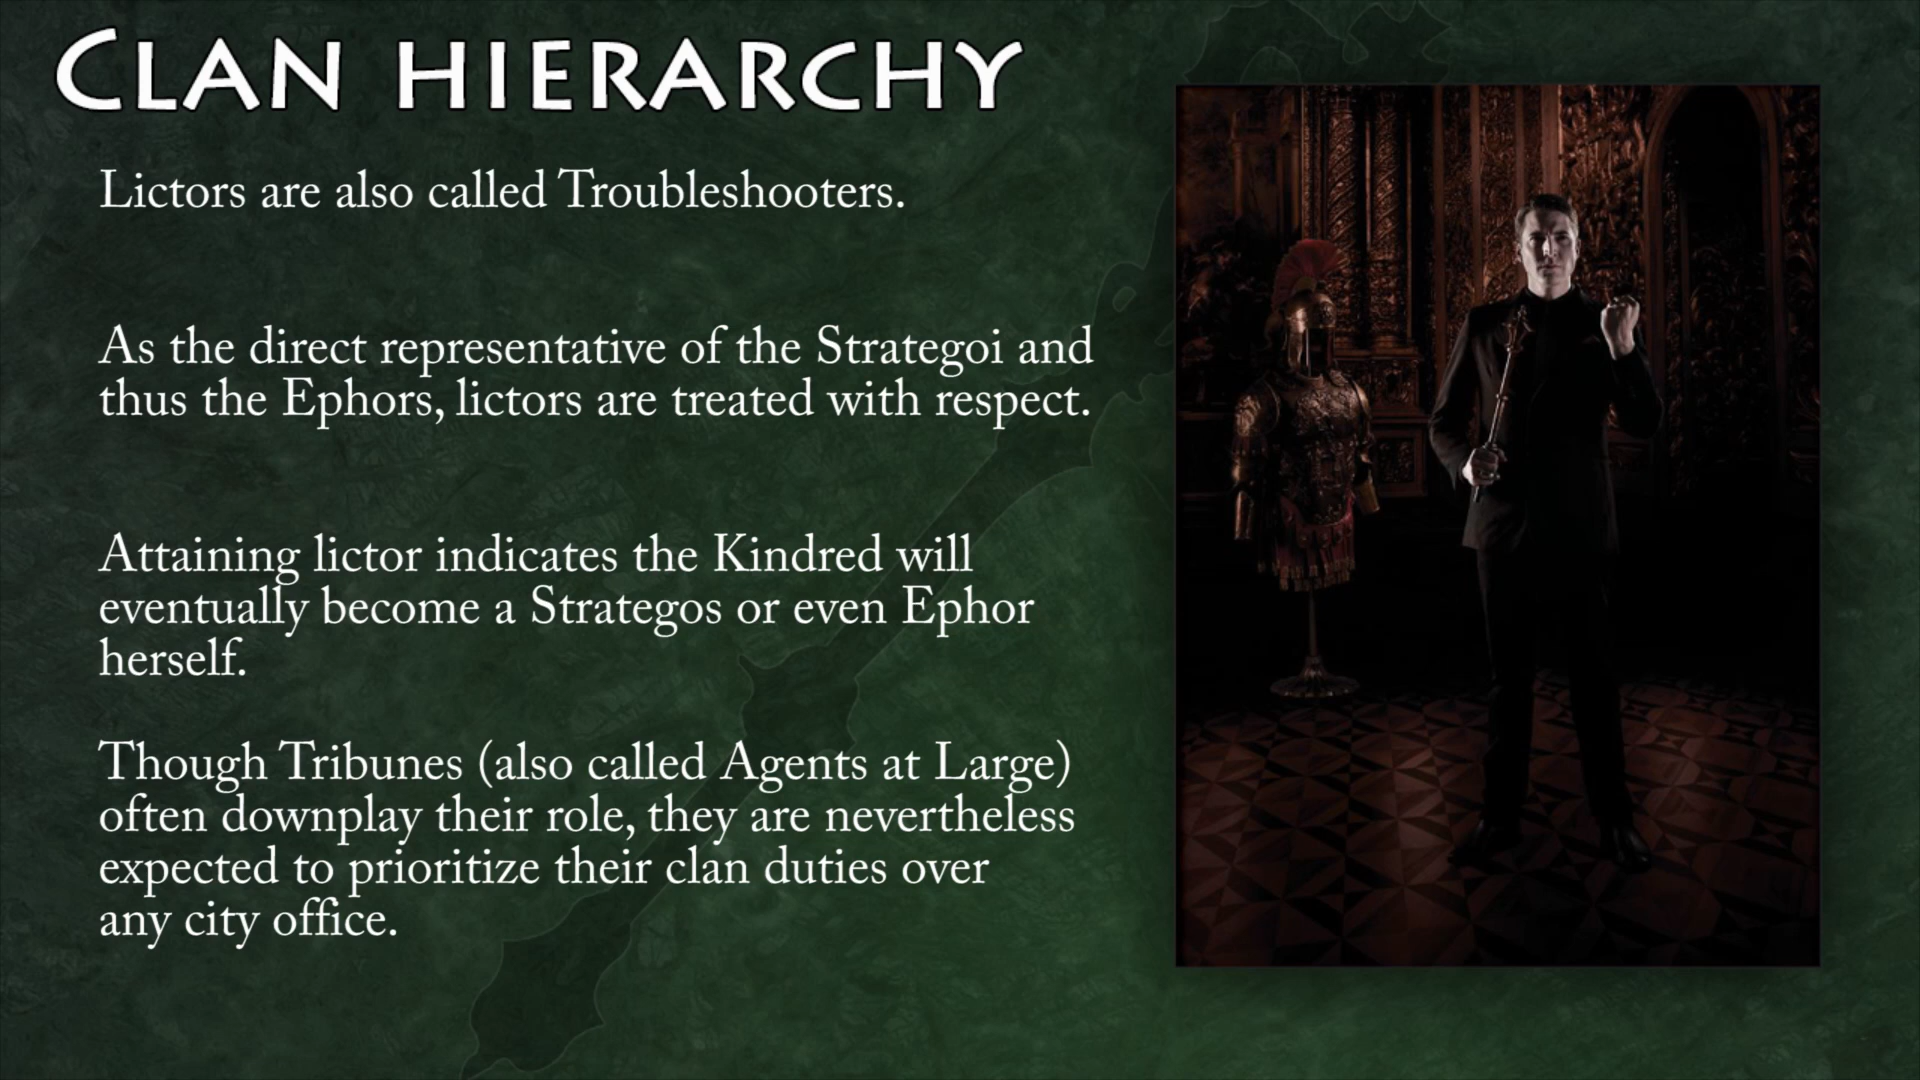 CLAN HIERARCHY
Lictors are also called Troubleshooters.
As the direct representative of the Strategoi and
thus the Ephors, lictors are treated with respect.
Attaining lictor indicates the Kindred will
eventually become a Strategos or even Ephor
herself.
Though Tribunes (also called Agents at Large)
often downplay their role, they are nevertheless
expected to prioritize their clan duties over
any city office.